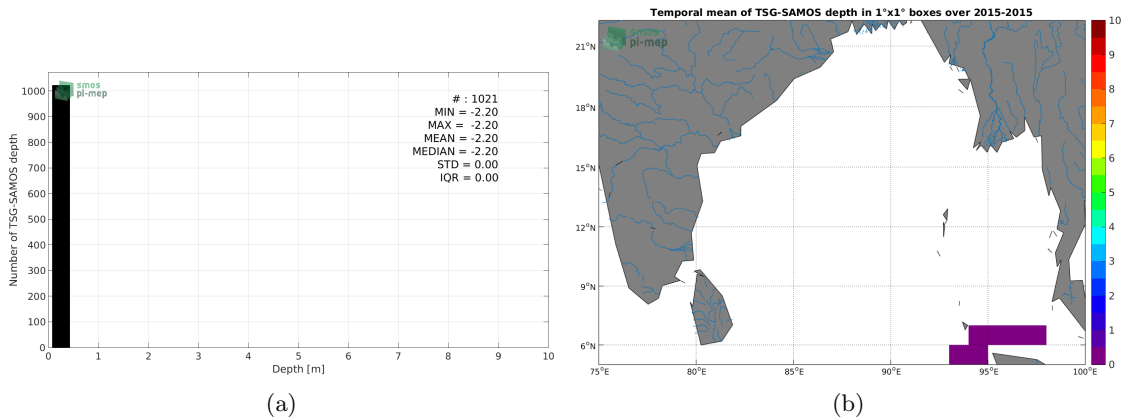 smos
pi-mep
# : 1021
MIN = -2.20
MAX = -2.20
MEAN = -2.20
MEDIAN = -2.20
STD = 0.00
IQR = 0.00
Number of TSG-SAMOS depth
1000
900
800
700
600
500
400
300
200
100
0
0 1 2 3 4 5 6 7 8 9 10
Depth [m]
(a)
Temporal mean of TSG-SAMOS depth in 1°x1° boxes over 2015-2015
smos
pi-mep
21°N
18°N
15°N
12°N
9°N
6°N
75°E 80°E 85°E 90°E 95°E 100°E
10
9
8
7
6
5
4
3
2
1
0
(b)